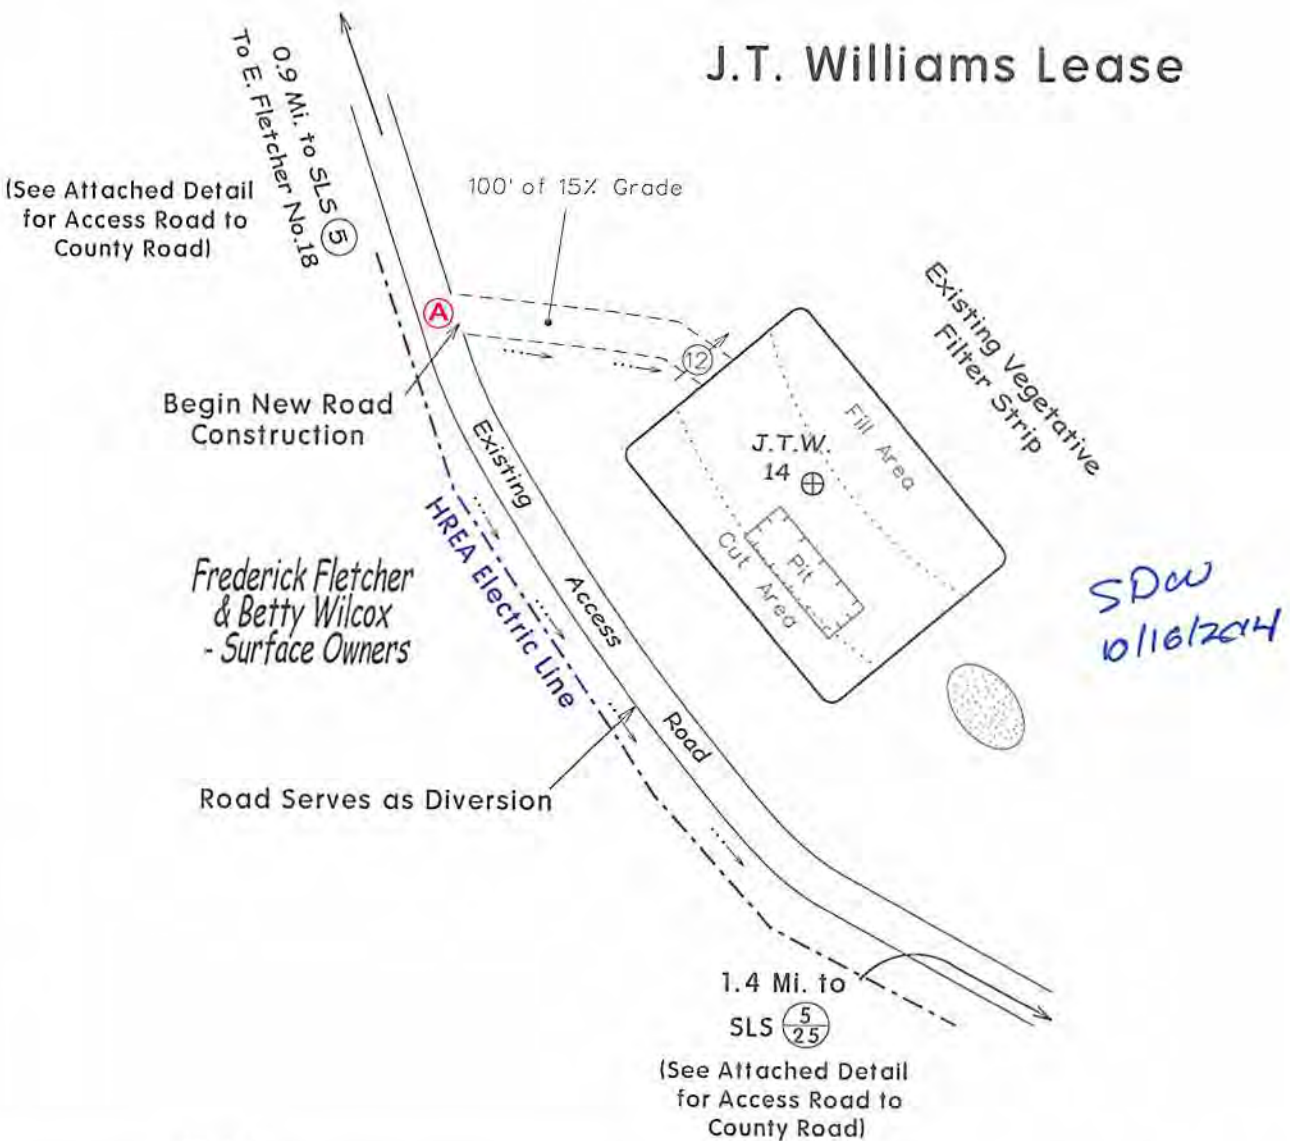 J.T. Williams Lease
0.9 Mi. to SLS 5
To E. Fletcher No.18
(See Attached Detail
for Access Road to
County Road)
100' of 15% Grade
A
12
Existing Vegetative
Filter Strip
Begin New Road
Construction
Fill Area
J.T.W.
14
Pit
Cut Area
Existing
Access
Road
HREA Electric Line
Frederick Fletcher
& Betty Wilcox
- Surface Owners
SDW
10/16/2014
Road Serves as Diversion
1.4 Mi. to
SLS 5/25
(See Attached Detail
for Access Road to
County Road)